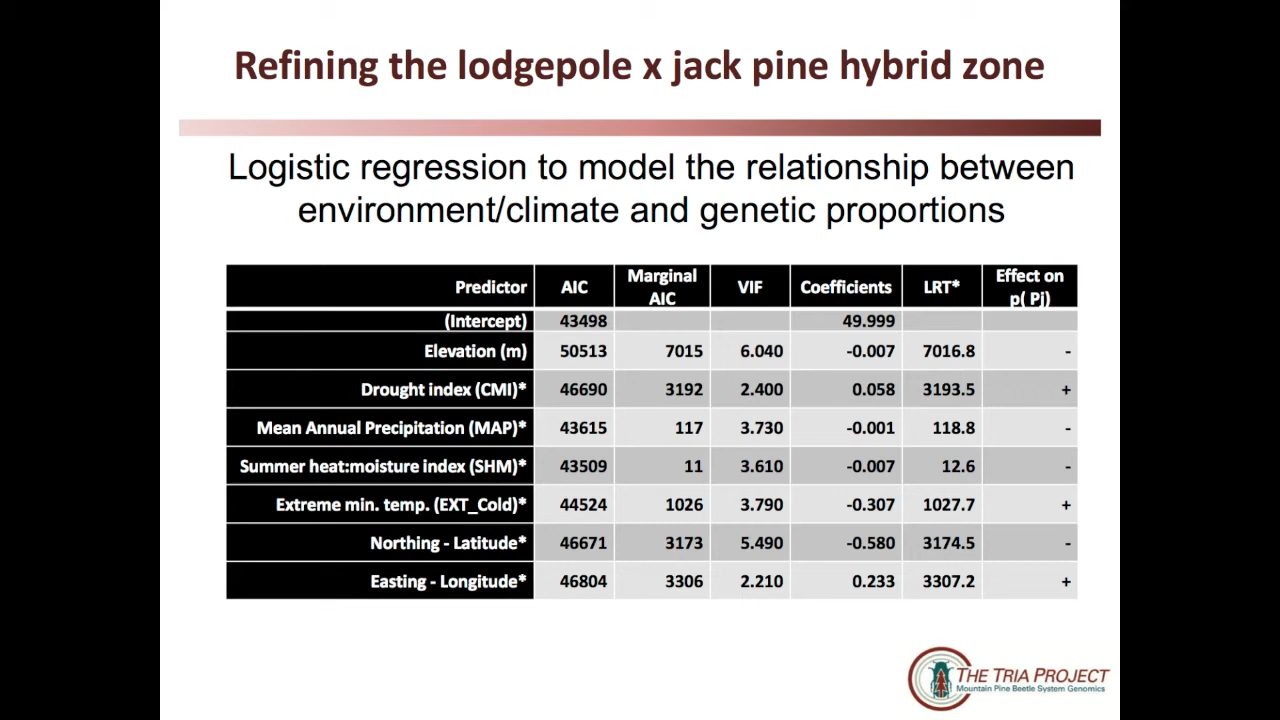 Refining the lodgepole x jack pine hybrid zone
Logistic regression to model the relationship between
environment/climate and genetic proportions
Predictor AIC Marginal AIC VIF Coefficients LRT* Effect on p( Pj)
(Intercept) 43498 49.999
Elevation (m) 50513 7015 6.040 -0.007 7016.8 -
Drought index (CMI)* 46690 3192 2.400 0.058 3193.5 +
Mean Annual Precipitation (MAP)* 43615 117 3.730 -0.001 118.8 -
Summer heat:moisture index (SHM)* 43509 11 3.610 -0.007 12.6 -
Extreme min. temp. (EXT_Cold)* 44524 1026 3.790 -0.307 1027.7 +
Northing - Latitude* 46671 3173 5.490 -0.580 3174.5 -
Easting - Longitude* 46804 3306 2.210 0.233 3307.2 +
THE TRIA PROJECT
Mountain Pine Beetle System Genomics